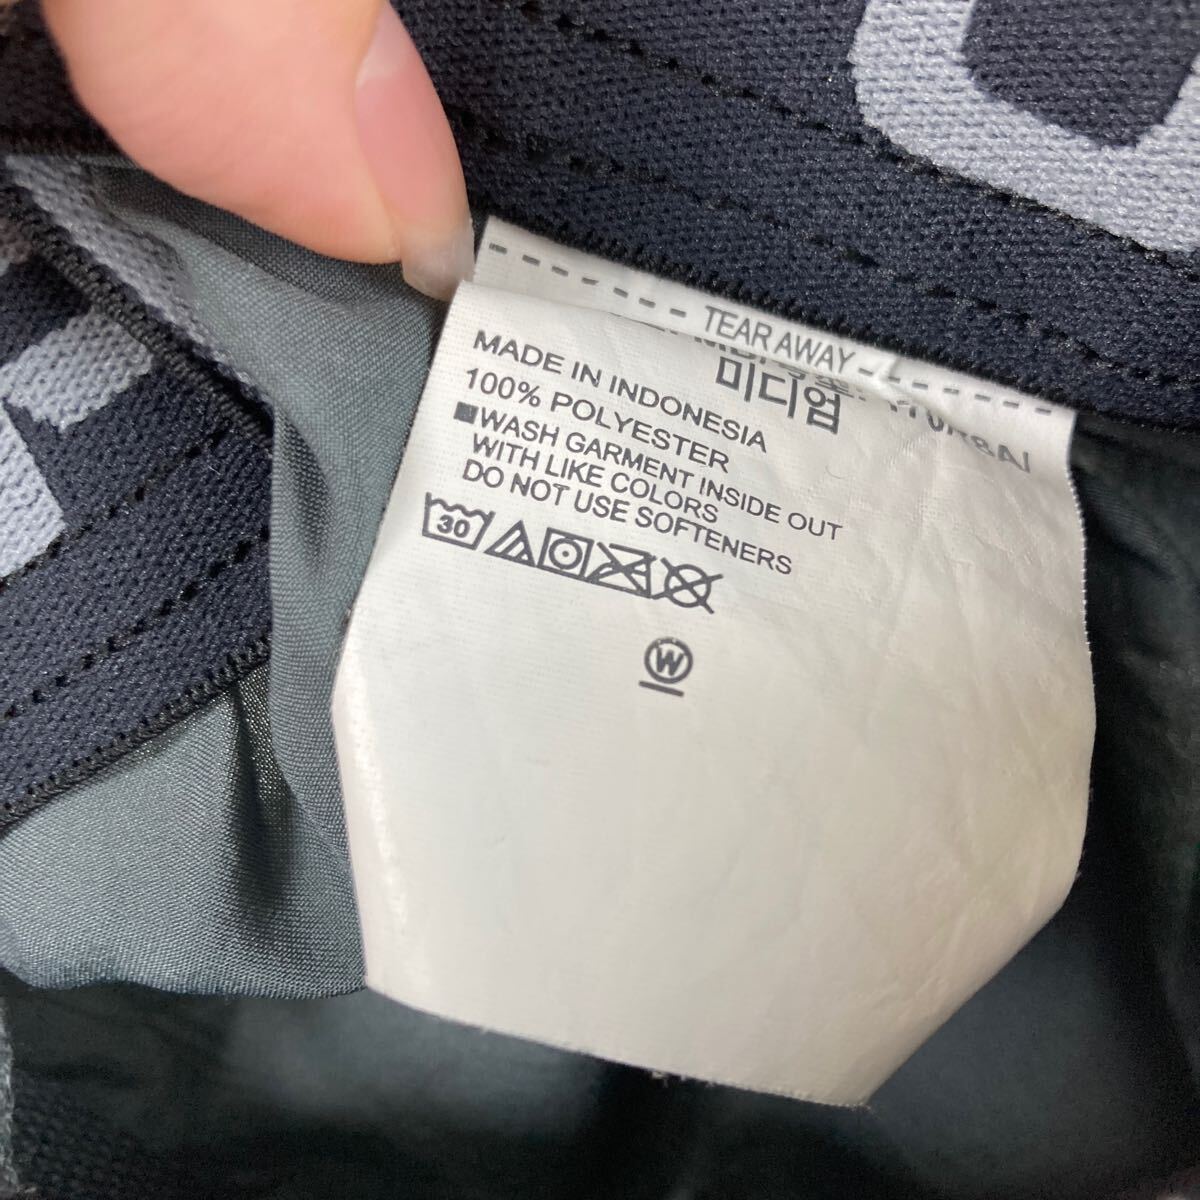 TEAR AWAY
미디엄
MADE IN INDONESIA
100% POLYESTER
WASH GARMENT INSIDE OUT
WITH LIKE COLORS
DO NOT USE SOFTENERS
30
W